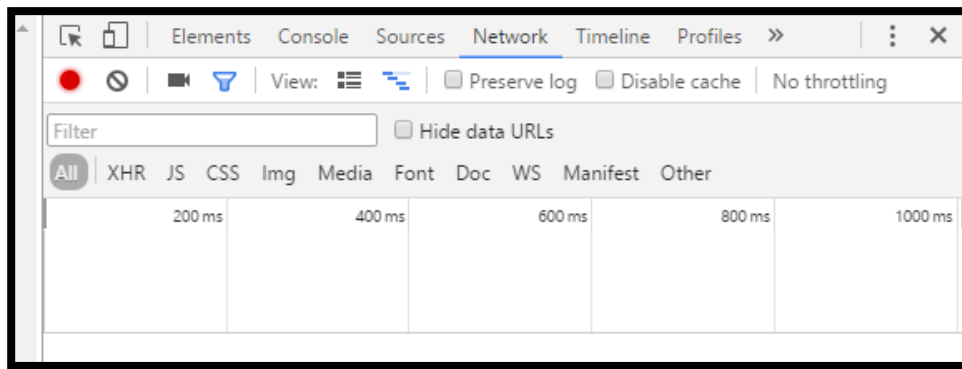 Elements Console Sources Network Timeline Profiles »
View: Preserve log Disable cache No throttling
Filter Hide data URLs
All XHR JS CSS Img Media Font Doc WS Manifest Other
200 ms 400 ms 600 ms 800 ms 1000 ms